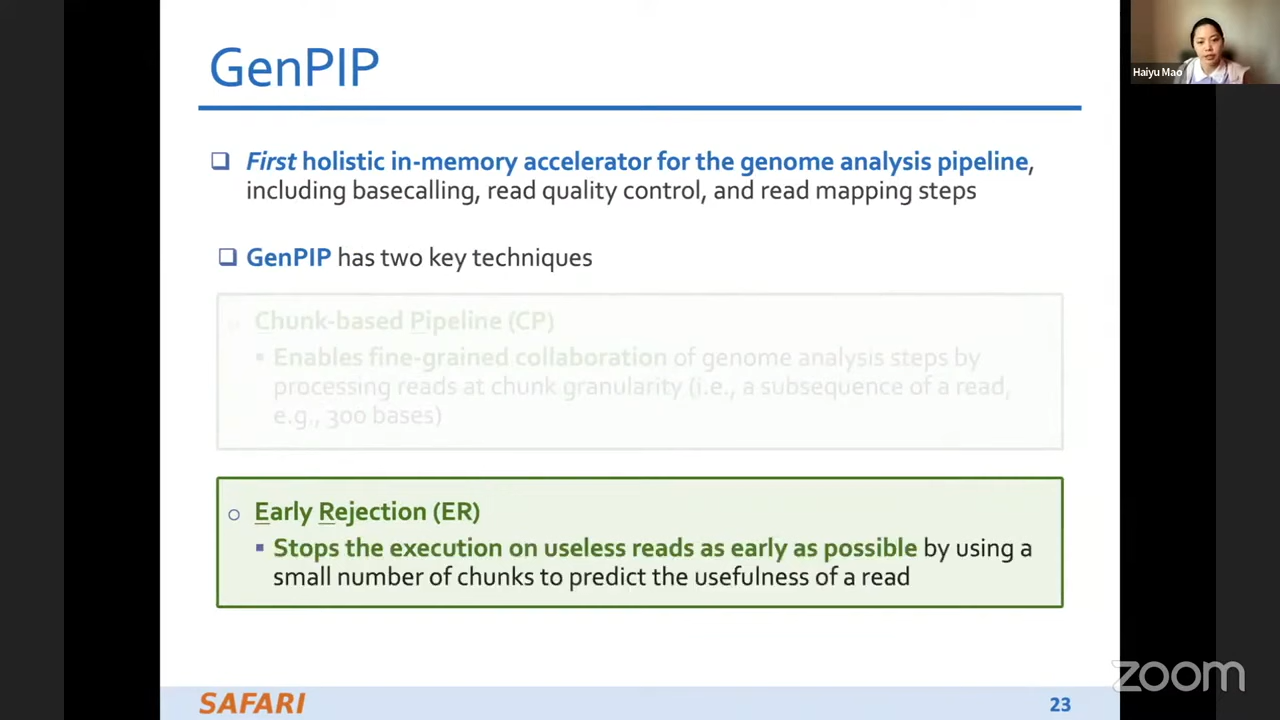 GenPIP
Haiyu Mao
❑ First holistic in-memory accelerator for the genome analysis pipeline,
including basecalling, read quality control, and read mapping steps
❑ GenPIP has two key techniques
○ Chunk-based Pipeline (CP)
▪ Enables fine-grained collaboration of genome analysis steps by
processing reads at chunk granularity (i.e., a subsequence of a read,
e.g., 300 bases)
○ Early Rejection (ER)
▪ Stops the execution on useless reads as early as possible by using a
small number of chunks to predict the usefulness of a read
zoom
SAFARI
23